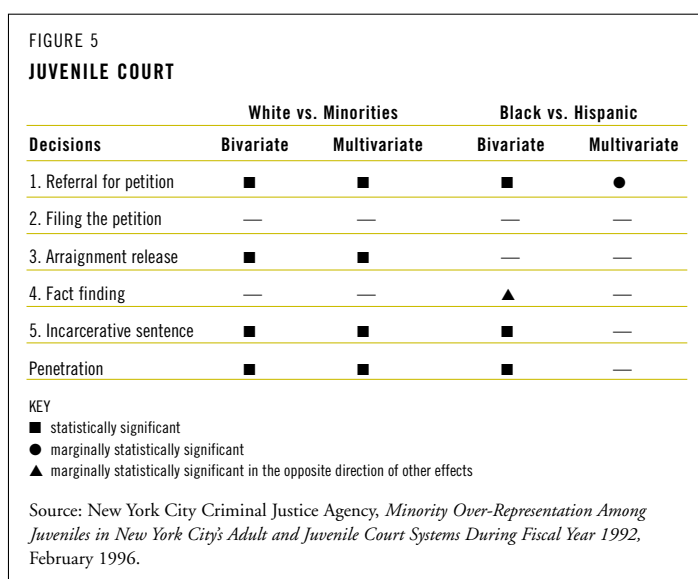 FIGURE 5
JUVENILE COURT
White vs. Minorities Black vs. Hispanic
Decisions Bivariate Multivariate Bivariate Multivariate
1. Referral for petition ■ ■ ■ ●
2. Filing the petition — — — —
3. Arraignment release ■ ■ — —
4. Fact finding — — ▲ —
5. Incarcerative sentence ■ ■ ■ —
Penetration ■ ■ ■ —
KEY
■ statistically significant
● marginally statistically significant
▲ marginally statistically significant in the opposite direction of other effects
Source: New York City Criminal Justice Agency, Minority Over-Representation Among
Juveniles in New York City's Adult and Juvenile Court Systems During Fiscal Year 1992,
February 1996.